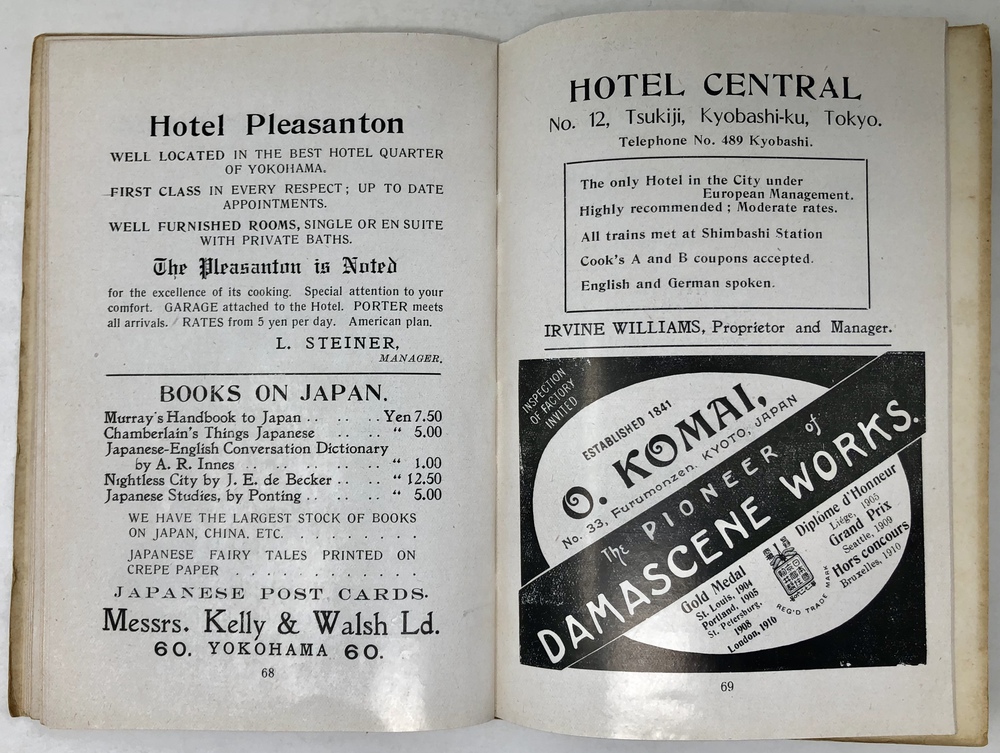 Hotel Pleasanton
WELL LOCATED IN THE BEST HOTEL QUARTER
OF YOKOHAMA.
FIRST CLASS IN EVERY RESPECT; UP TO DATE
APPOINTMENTS.
WELL FURNISHED ROOMS, SINGLE OR EN SUITE
WITH PRIVATE BATHS.
The Pleasanton is Noted
for the excellence of its cooking. Special attention to your
comfort. GARAGE attached to the Hotel. PORTER meets
all arrivals. RATES from 5 yen per day. American plan.
L. STEINER,
MANAGER.
BOOKS ON JAPAN.
Murray's Handbook to Japan .. .. .. Yen 7.50
Chamberlain's Things Japanese .. .. “ 5.00
Japanese-English Conversation Dictionary
by A. R. Innes .. .. .. .. .. “ 1.00
Nightless City by J. E. de Becker .. .. “ 12.50
Japanese Studies, by Ponting .. .. .. “ 5.00
WE HAVE THE LARGEST STOCK OF BOOKS
ON JAPAN, CHINA, ETC. . . . . . . . .
JAPANESE FAIRY TALES PRINTED ON
CREPE PAPER . . . . . . . . . . .
JAPANESE POST CARDS.
Messrs. Kelly & Walsh Ld.
60. YOKOHAMA 60.
68
HOTEL CENTRAL
No. 12, Tsukiji, Kyobashi-ku, Tokyo.
Telephone No. 489 Kyobashi.
The only Hotel in the City under
European Management.
Highly recommended; Moderate rates.
All trains met at Shimbashi Station
Cook's A and B coupons accepted.
English and German spoken.
IRVINE WILLIAMS, Proprietor and Manager.
INSPECTION
OF FACTORY
INVITED
ESTABLISHED 1841
O. KOMAI,
No. 33, Furumonzen, KYOTO, JAPAN
The PIONEER of
DAMASCENE WORKS.
Gold Medal
St. Louis, 1904
Portland, 1905
St. Petersburg,
1908
London, 1910
REG'D TRADE MARK
Diplome d'Honneur
Liége, 1905
Grand Prix
Seattle, 1909
Hors concours
Bruxelles, 1910
69